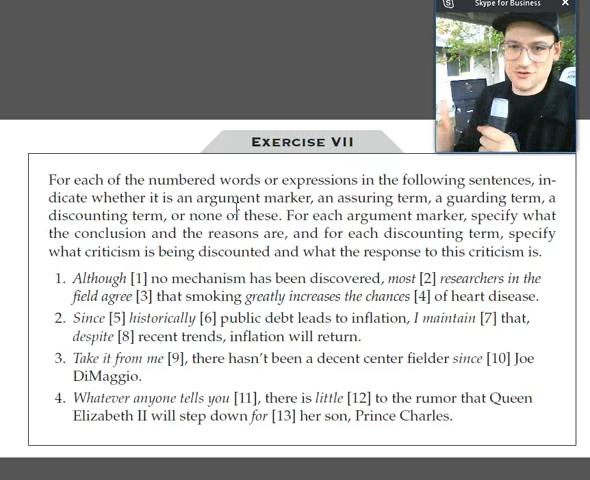 Skype for Business
EXERCISE VII
For each of the numbered words or expressions in the following sentences, in-
dicate whether it is an argument marker, an assuring term, a guarding term, a
discounting term, or none of these. For each argument marker, specify what
the conclusion and the reasons are, and for each discounting term, specify
what criticism is being discounted and what the response to this criticism is.
1. Although [1] no mechanism has been discovered, most [2] researchers in the
field agree [3] that smoking greatly increases the chances [4] of heart disease.
2. Since [5] historically [6] public debt leads to inflation, I maintain [7] that,
despite [8] recent trends, inflation will return.
3. Take it from me [9], there hasn't been a decent center fielder since [10] Joe
DiMaggio.
4. Whatever anyone tells you [11], there is little [12] to the rumor that Queen
Elizabeth II will step down for [13] her son, Prince Charles.